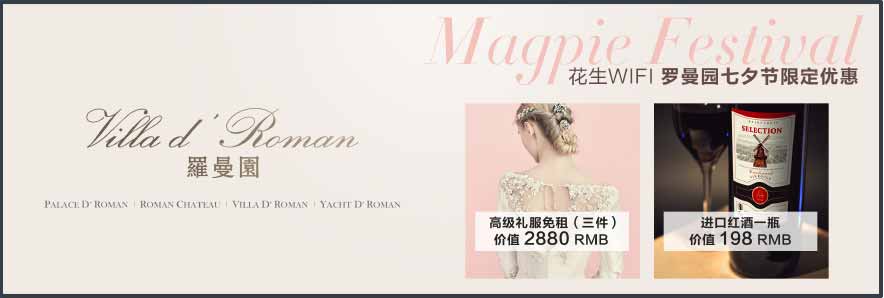 Magpie Festival
花生WIFI 罗曼园七夕节限定优惠
Villa d' Roman
羅曼園
PALACE D' ROMAN | ROMAN CHATEAU | VILLA D' ROMAN | YACHT D' ROMAN
高级礼服免租（三件）
价值 2880 RMB
SELECTION
进口红酒一瓶
价值 198 RMB